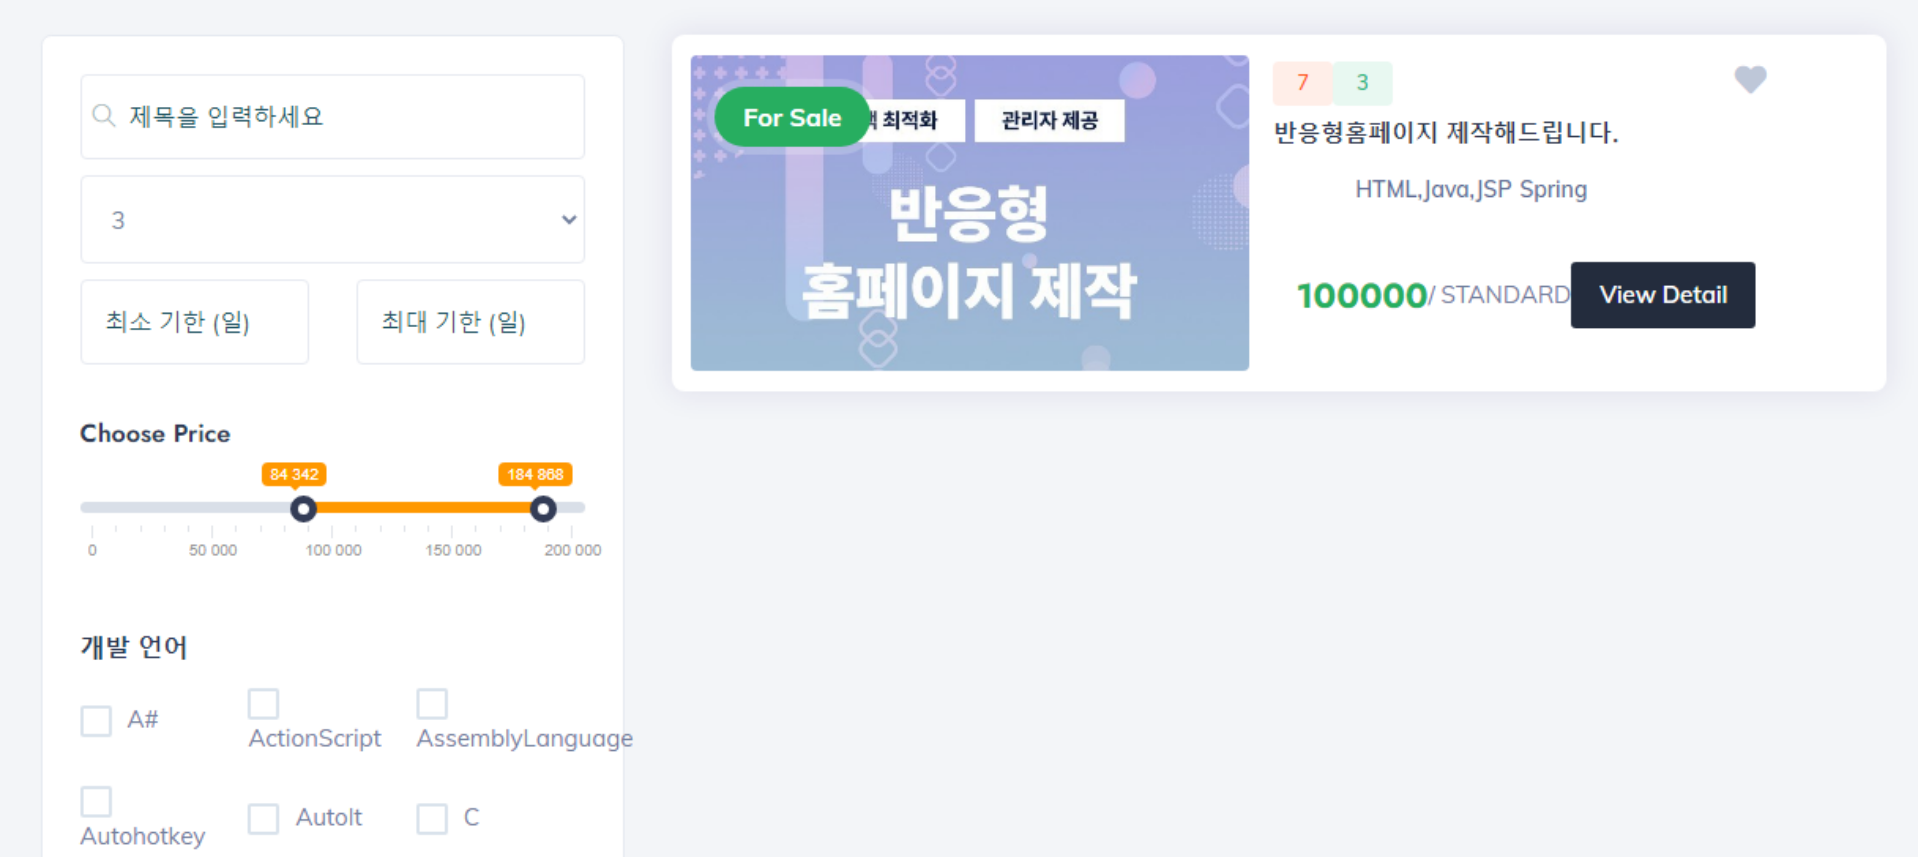 제목을 입력하세요
3
최소 기한 (일)
최대 기한 (일)
Choose Price
84 342
184 868
0
50 000
100 000
150 000
200 000
개발 언어
A#
ActionScript
AssemblyLanguage
Autohotkey
AutoIt
C
For Sale
최적화
관리자 제공
반응형
홈페이지 제작
7
3
반응형홈페이지 제작해드립니다.
HTML,Java,JSP Spring
100000/ STANDARD
View Detail